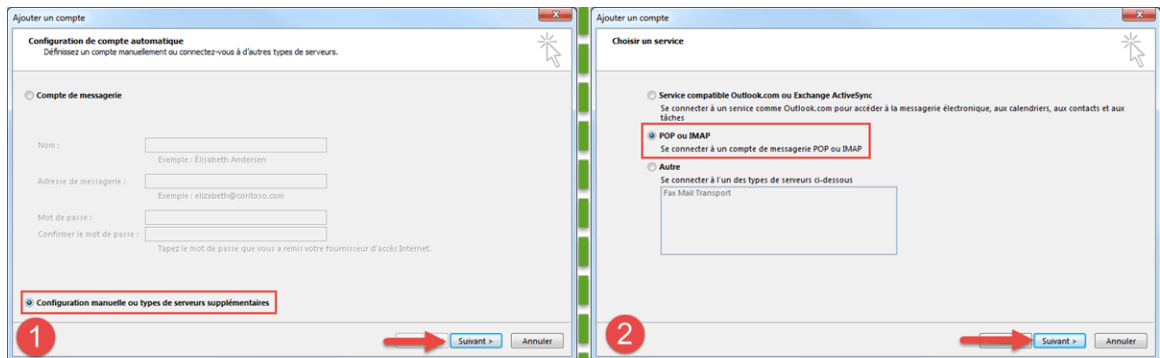 Ajouter un compte
Configuration de compte automatique
Définissez un compte manuellement ou connectez-vous à d'autres types de serveurs.
Compte de messagerie
Nom :
Exemple : Élisabeth Andersen
Adresse de messagerie :
Exemple : elizabeth@contoso.com
Mot de passe :
Confirmer le mot de passe :
Tapez le mot de passe que vous a remis votre fournisseur d'accès Internet.
Configuration manuelle ou types de serveurs supplémentaires
1
Suivant >
Annuler
Ajouter un compte
Choisir un service
Service compatible Outlook.com ou Exchange ActiveSync
Se connecter à un service comme Outlook.com pour accéder à la messagerie électronique, aux calendriers, aux contacts et aux
tâches
POP ou IMAP
Se connecter à un compte de messagerie POP ou IMAP
Autre
Se connecter à l'un des types de serveurs ci-dessous
Fax Mail Transport
2
Suivant >
Annuler